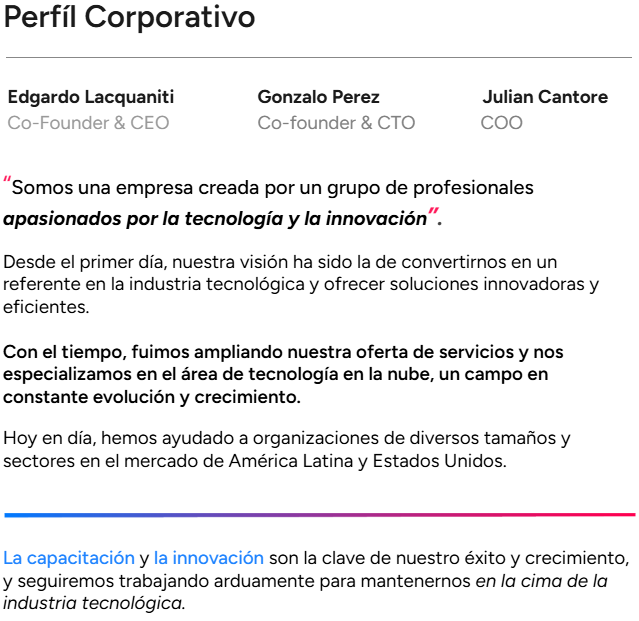 Perfíl Corporativo
Edgardo Lacquaniti
Co-Founder & CEO
Gonzalo Perez
Co-founder & CTO
Julian Cantore
COO
“Somos una empresa creada por un grupo de profesionales
apasionados por la tecnología y la innovación”.
Desde el primer día, nuestra visión ha sido la de convertirnos en un
referente en la industria tecnológica y ofrecer soluciones innovadoras y
eficientes.
Con el tiempo, fuimos ampliando nuestra oferta de servicios y nos
especializamos en el área de tecnología en la nube, un campo en
constante evolución y crecimiento.
Hoy en día, hemos ayudado a organizaciones de diversos tamaños y
sectores en el mercado de América Latina y Estados Unidos.
La capacitación y la innovación son la clave de nuestro éxito y crecimiento,
y seguiremos trabajando arduamente para mantenernos en la cima de la
industria tecnológica.